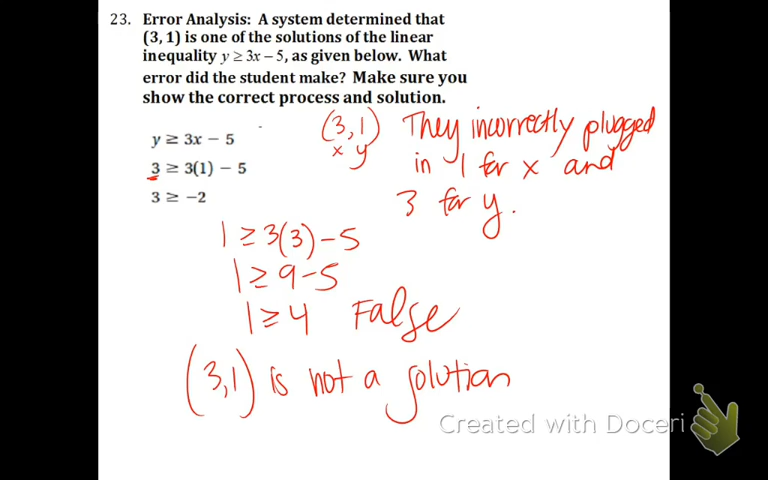 23. Error Analysis: A system determined that
(3, 1) is one of the solutions of the linear
inequality y ≥ 3x – 5, as given below. What
error did the student make? Make sure you
show the correct process and solution.
y ≥ 3x – 5
3 ≥ 3(1) – 5
3 ≥ –2
(3, 1)
x y
They incorrectly plugged
in 1 for x and
3 for y.
1 ≥ 3(3) – 5
1 ≥ 9 – 5
1 ≥ 4 False
(3,1) is not a solution
Created with Doceri